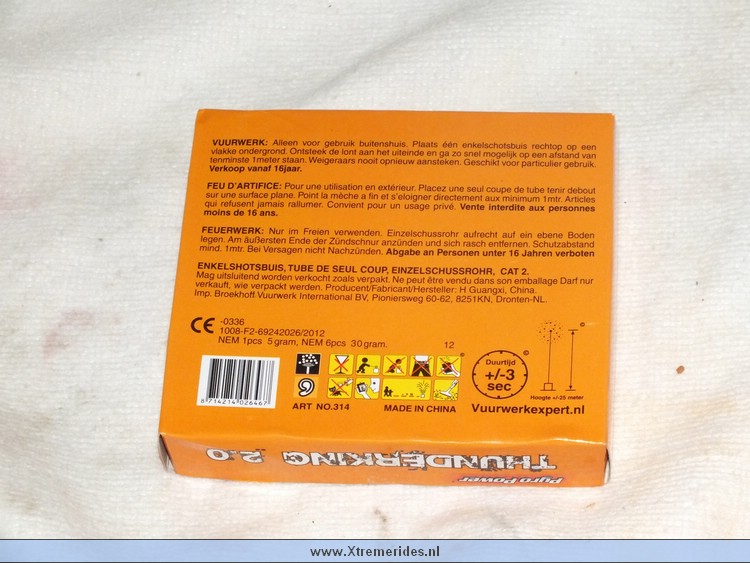 VUURWERK: Alleen voor gebruik buitenshuis. Plaats één enkelschotsbuis rechtop op een
vlakke ondergrond. Ontsteek de lont aan het uiteinde en ga zo snel mogelijk op een afstand van
tenminste 1meter staan. Weigeraars nooit opnieuw aansteken. Geschikt voor particulier gebruik.
Verkoop vanaf 16jaar.
FEU D'ARTIFICE: Pour une utilisation en extérieur. Placez une seul coupe de tube tenir debout
sur une surface plane. Point la mèche a fin et s'eloigner directement aux minimum 1mtr. Articles
qui refusent jamais rallumer. Convient pour un usage privé. Vente interdite aux personnes
moins de 16 ans.
FEUERWERK: Nur im Freien verwenden. Einzelschussrohr aufrecht auf ein ebene Boden
legen. Am äußersten Ende der Zündschnur anzünden und sich rasch entfernen. Schutzabstand
mind. 1mtr. Bei Versagen nicht Nachzünden. Abgabe an Personen unter 16 Jahren verboten
ENKELSHOTSBUIS, TUBE DE SEUL COUP, EINZELSCHUSSROHR, CAT 2.
Mag uitsluitend worden verkocht zoals verpakt. Ne peut être vendu dans son emballage Darf nur
verkauft, wie verpackt werden. Producent/Fabricant/Hersteller: H Guangxi, China.
Imp. Broekhoff Vuurwerk International BV, Pioniersweg 60-62, 8251KN, Dronten-NL.
CE -0336
1008-F2-69242026/2012
NEM 1pcs 5gram, NEM 6pcs 30gram. 12
©
Duurtijd
+/-3
sec
©
Hoogte +/-25 meter
8 714214 026467
ART NO.314 MADE IN CHINA Vuurwerkexpert.nl
THUNDERKING 2.0
Pyro Power
www.Xtremerides.nl